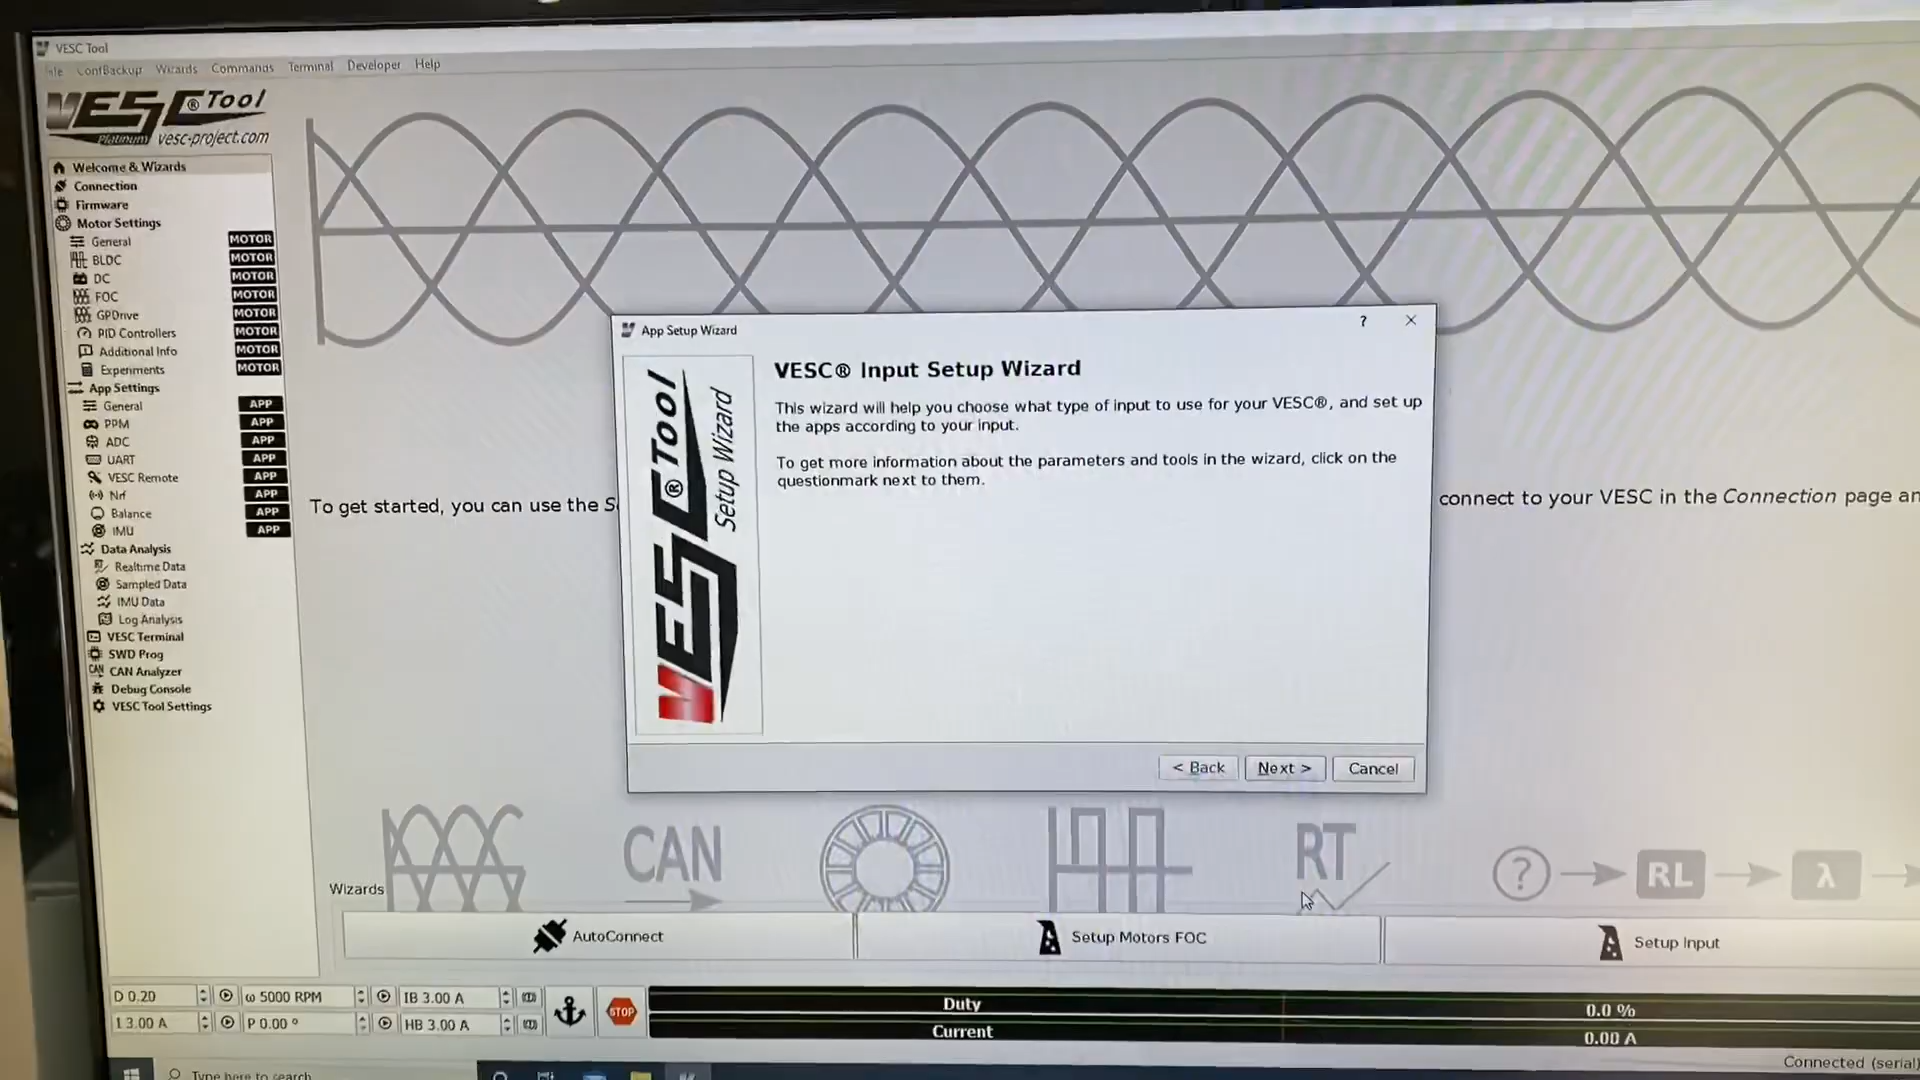 VESC Tool
ConfBackup Wizards Commands Terminal Developer Help
VESC® Tool
Platinum vesc-project.com
Welcome & Wizards
Connection
Firmware
Motor Settings
General MOTOR
BLDC MOTOR
DC MOTOR
FOC MOTOR
GPDrive MOTOR
PID Controllers MOTOR
Additional Info MOTOR
Experiments MOTOR
App Settings
General APP
PPM APP
ADC APP
UART APP
VESC Remote APP
Nrf APP
Balance APP
IMU APP
Data Analysis
Realtime Data
Sampled Data
IMU Data
Log Analysis
VESC Terminal
SWD Prog
CAN Analyzer
Debug Console
VESC Tool Settings
App Setup Wizard
?
VESC® Tool
Setup Wizard
VESC® Input Setup Wizard
This wizard will help you choose what type of input to use for your VESC®, and set up
the apps according to your input.
To get more information about the parameters and tools in the wizard, click on the
questionmark next to them.
< Back Next > Cancel
To get started, you can use the
connect to your VESC in the Connection page
CAN
RT
? RL λ
Wizards
AutoConnect Setup Motors FOC Setup Input
D 0.20 ω 5000 RPM IB 3.00 A
I 3.00 A P 0.00 ° HB 3.00 A
STOP
Duty 0.0 %
Current 0.00 A
Connected (serial)
Type here to search